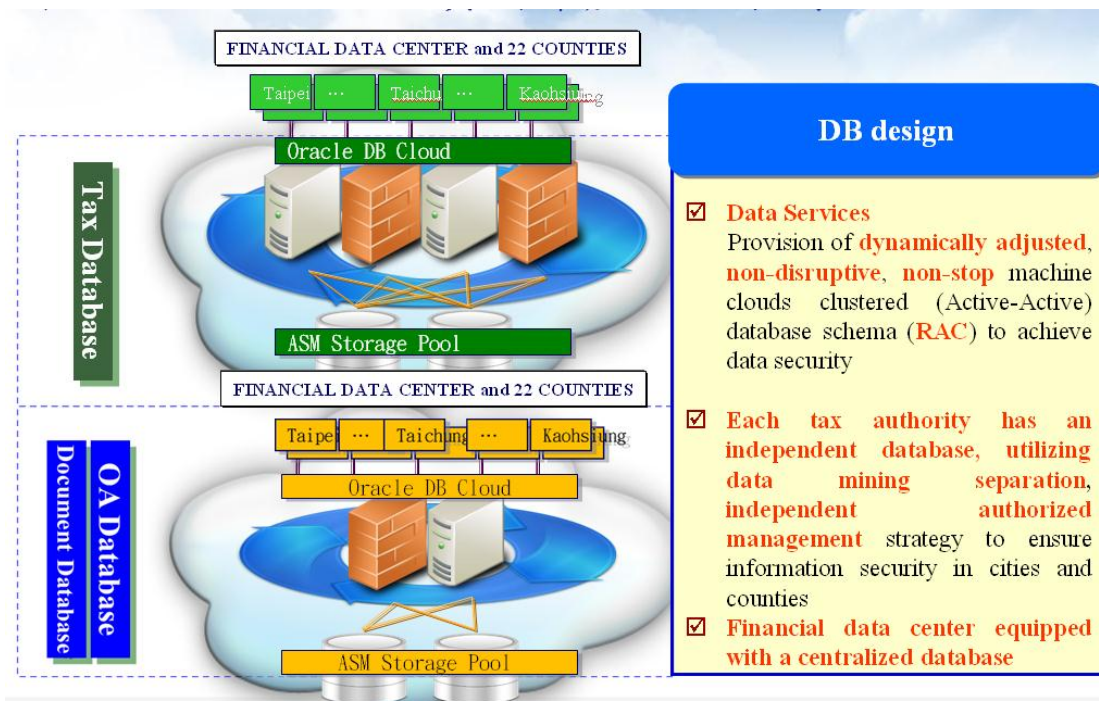 FINANCIAL DATA CENTER and 22 COUNTIES
Taipei
…
Taichu
…
Kaohsiung
Oracle DB Cloud
ASM Storage Pool
Tax Database
FINANCIAL DATA CENTER and 22 COUNTIES
Taipei
…
Taichung
…
Kaohsiung
Oracle DB Cloud
ASM Storage Pool
OA Database
Document Database
DB design
Data Services
Provision of dynamically adjusted,
non-disruptive, non-stop machine
clouds clustered (Active-Active)
database schema (RAC) to achieve
data security
Each tax authority has an
independent database, utilizing
data mining separation,
independent authorized
management strategy to ensure
information security in cities and
counties
Financial data center equipped
with a centralized database